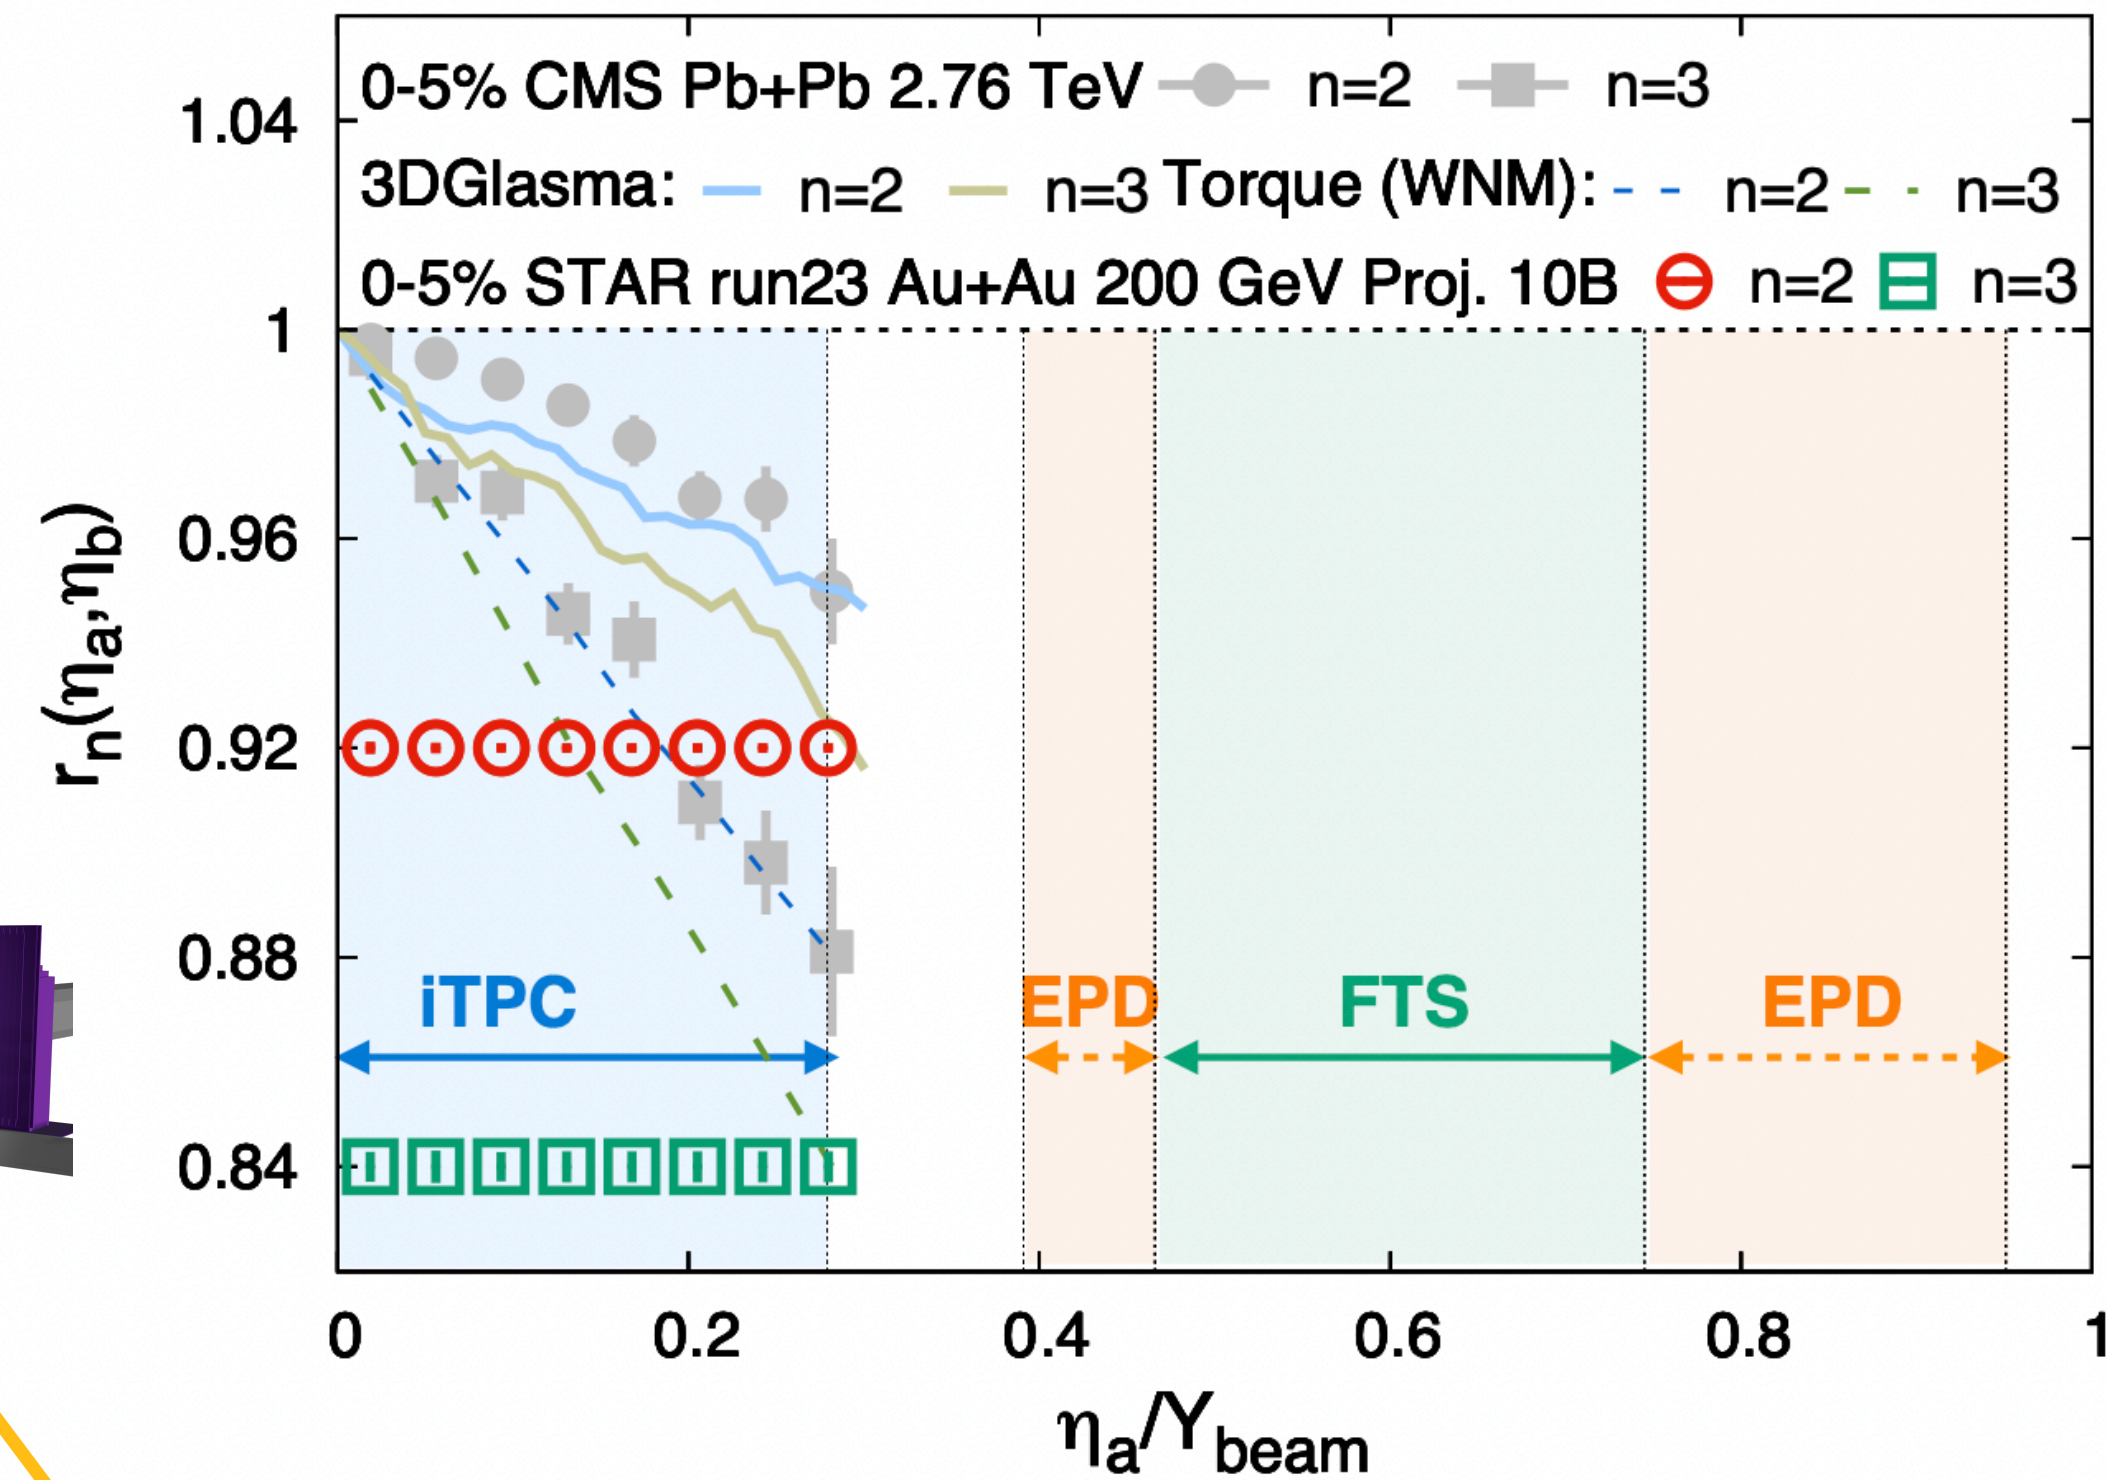 0-5% CMS Pb+Pb 2.76 TeV n=2 n=3
3DGlasma: n=2 n=3 Torque (WNM): n=2 n=3
0-5% STAR run23 Au+Au 200 GeV Proj. 10B n=2 n=3
1.04
1
0.96
0.92
0.88
0.84
rn(ηa,ηb)
iTPC EPD FTS EPD
0 0.2 0.4 0.6 0.8 1
ηa/Ybeam